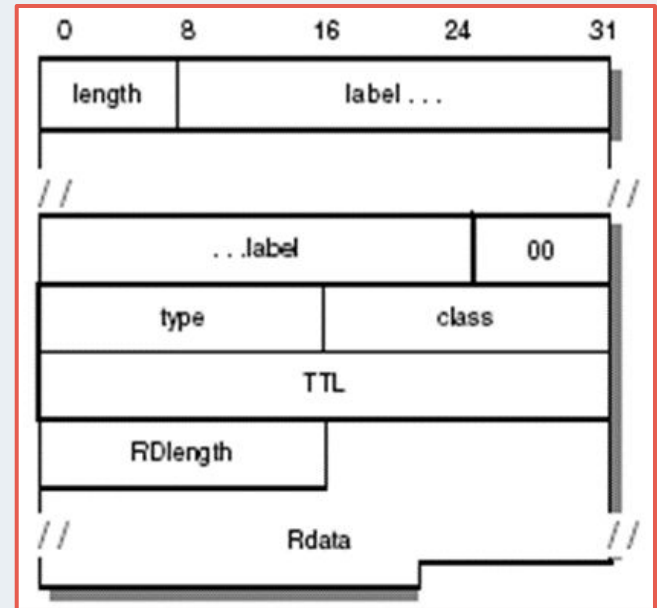 0 8 16 24 31
length label . . .
/ / / /
. . .label 00
type class
TTL
RDlength
/ / Rdata / /